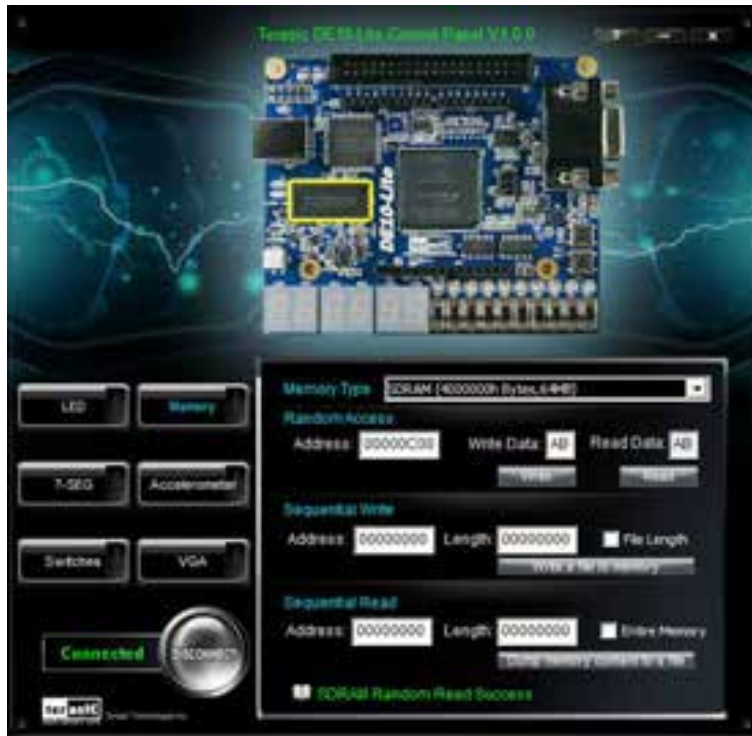 Terasic DE10-Lite Control Panel V1.0.0
DE10-Lite
LED
Memory
7-SEG
Accelerometer
Switches
VGA
Connected
DISCONNECT
terasic
Memory Type SDRAM (4000000h Bytes,64MB)
Random Access
Address: 00000C00 Write Data: AB Read Data: AB
Write Read
Sequential Write
Address: 00000000 Length: 00000000 File Length
Write a file to memory
Sequential Read
Address: 00000000 Length: 00000000 Entire Memory
Dump memory content to a file
SDRAM Random Read Success